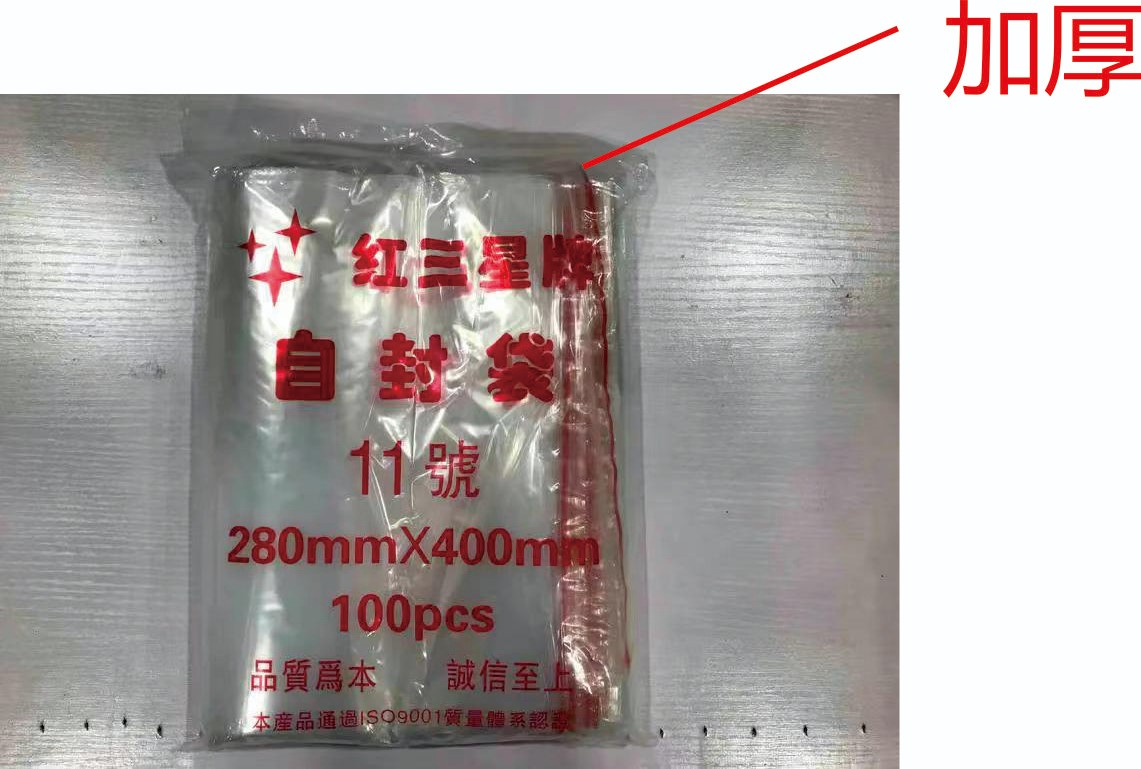 加厚
红三星牌
自封袋
11號
280mmX400mm
100pcs
品質爲本 誠信至上
本産品通過ISO9001質量體系認證